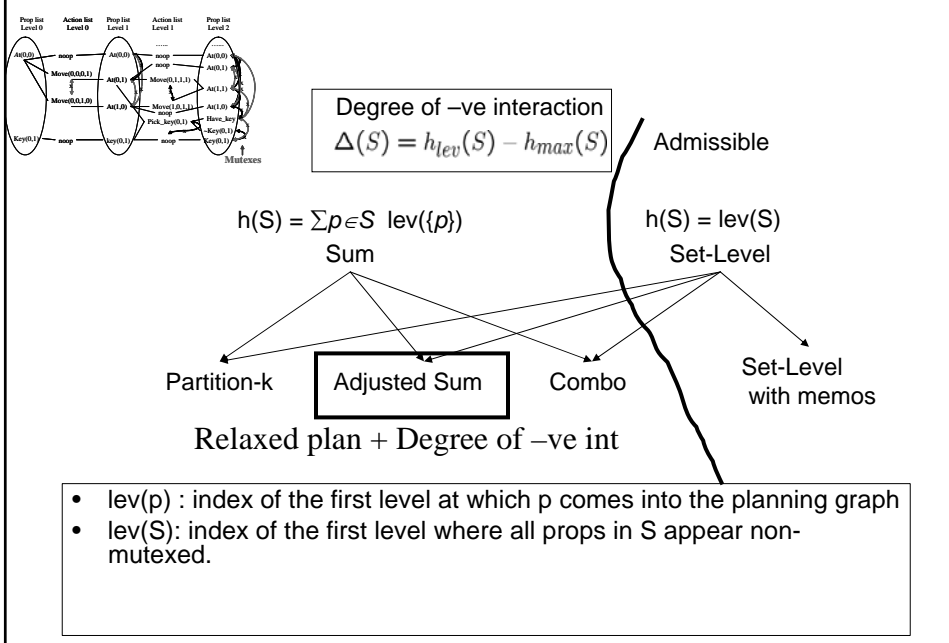 Prop list Action list Prop list Action list Prop list
Level 0 Level 0 Level 1 Level 1 Level 2
At(0,0) noop At(0,0) noop At(0,0)
noop At(0,1)
Move(0,0,0,1) At(0,1) Move(0,1,1,1) At(1,1)
Move(0,0,1,0) At(1,0) Move(1,0,1,1) At(1,0)
noop
Pick_key(0,1) Have_key
~Key(0,1)
Key(0,1) noop key(0,1) noop Key(0,1)
Mutexes
Degree of –ve interaction
Δ(S) = h_lev(S) − h_max(S)
Admissible
h(S) = ∑p∈S lev({p})
Sum
h(S) = lev(S)
Set-Level
Partition-k
Adjusted Sum
Combo
Set-Level
with memos
Relaxed plan + Degree of –ve int
• lev(p) : index of the first level at which p comes into the planning graph
• lev(S): index of the first level where all props in S appear non-
mutexed.